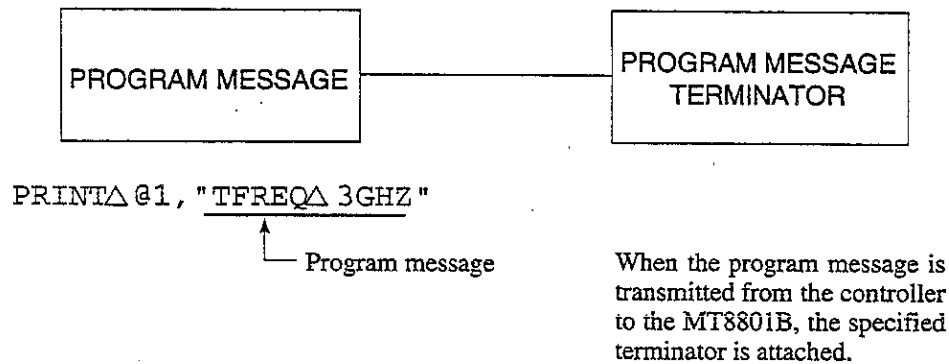 PROGRAM MESSAGE
PROGRAM MESSAGE
TERMINATOR
PRINT△ @1, "TFREQ△ 3GHZ"
Program message
When the program message is
transmitted from the controller
to the MT8801B, the specified
terminator is attached.